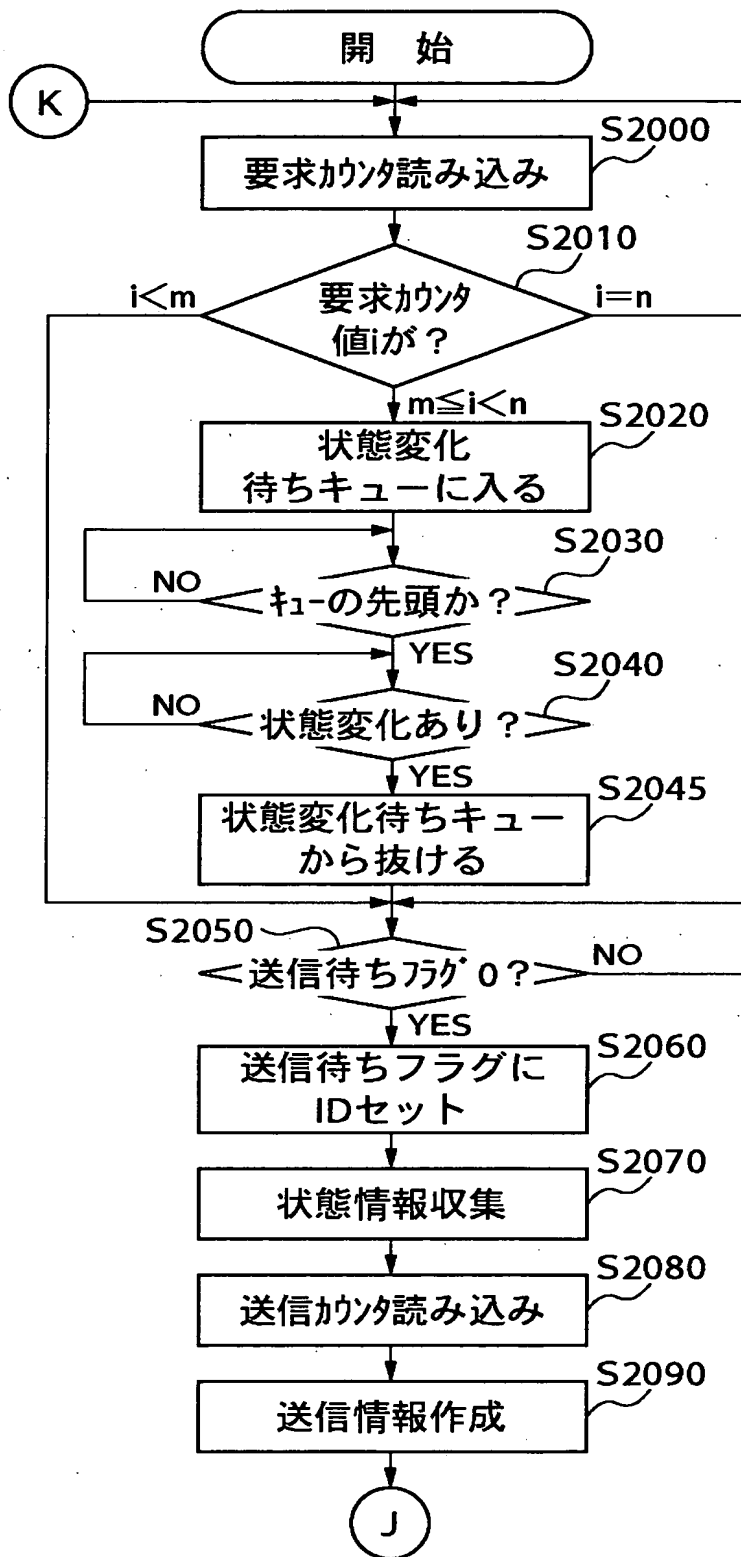 開 始
K
S2000
要求ｶｳﾝﾀ読み込み
S2010
i<m
要求ｶｳﾝﾀ
値iが？
i=n
m≦i<n
S2020
状態変化
待ちキューに入る
S2030
NO
ｷｭｰの先頭か？
YES
S2040
NO
状態変化あり？
YES
S2045
状態変化待ちキュー
から抜ける
S2050
送信待ちﾌﾗｸﾞ0？
NO
YES
S2060
送信待ちフラグに
IDセット
S2070
状態情報収集
S2080
送信ｶｳﾝﾀ読み込み
S2090
送信情報作成
J